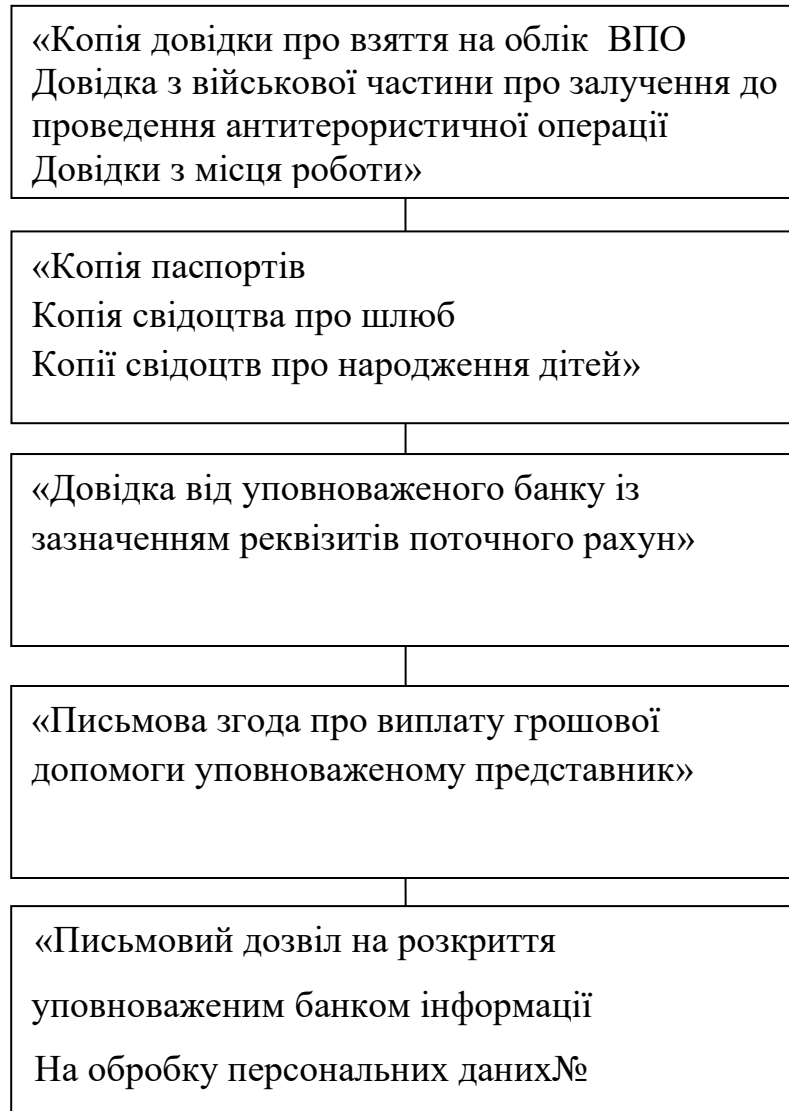 «Копія довідки про взяття на облік  ВПО
Довідка з військової частини про залучення до
проведення антитерористичної операції
Довідки з місця роботи»
«Копія паспортів
Копія свідоцтва про шлюб
Копії свідоцтв про народження дітей»
«Довідка від уповноваженого банку із
зазначенням реквізитів поточного рахун»
«Письмова згода про виплату грошової
допомоги уповноваженому представник»
«Письмовий дозвіл на розкриття
уповноваженим банком інформації
На обробку персональних даних№